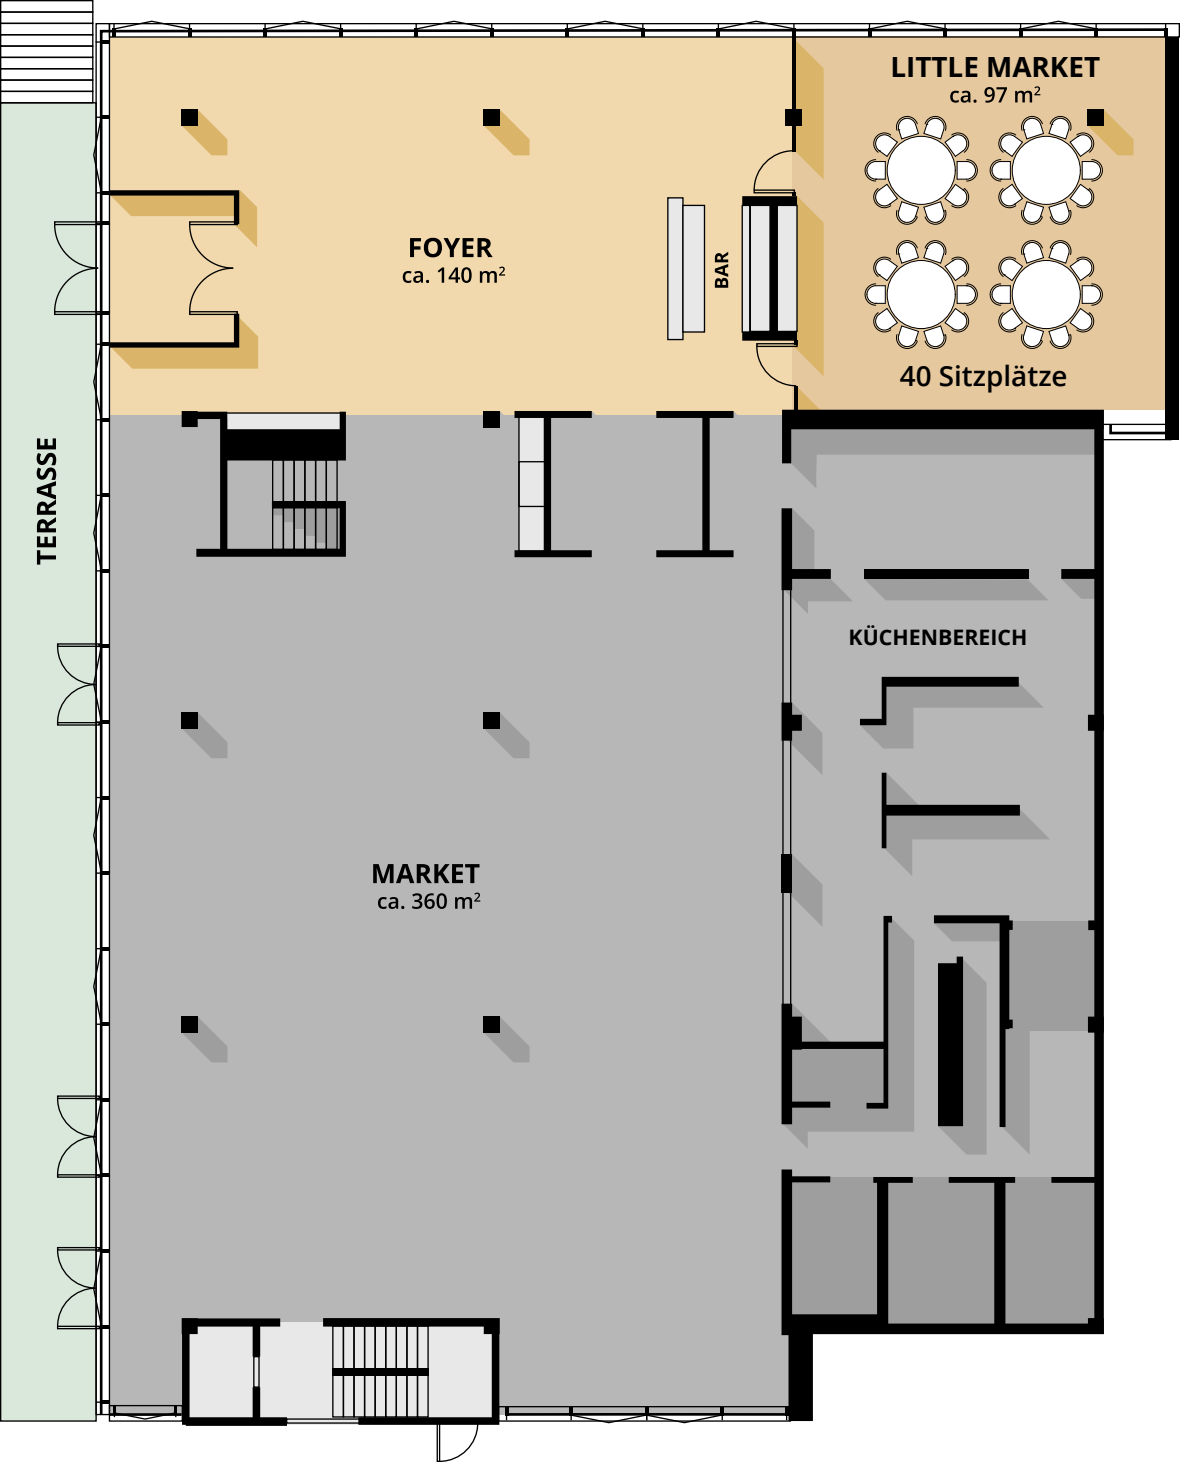 LITTLE MARKET
ca. 97 m²
FOYER
ca. 140 m²
BAR
40 Sitzplätze
TERRASSE
KÜCHENBEREICH
MARKET
ca. 360 m²